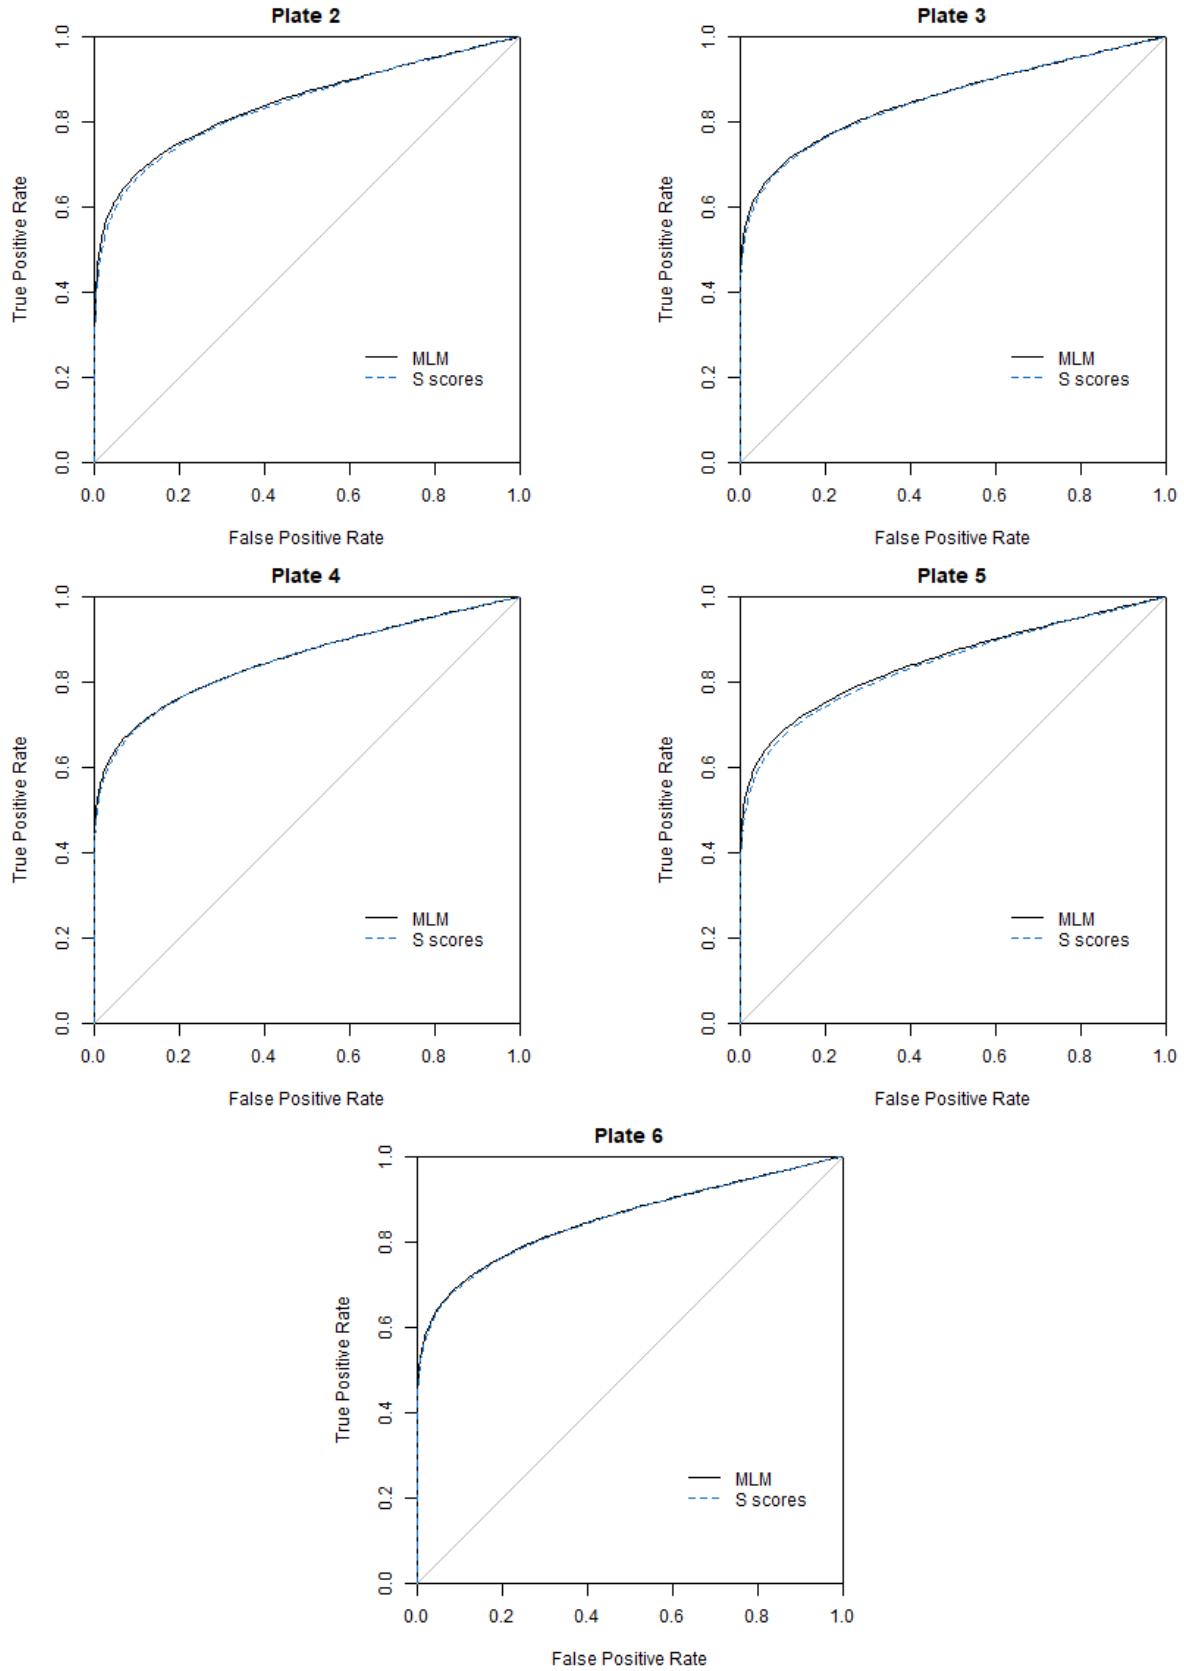 Plate 2
1.0
0.8
0.6
0.4
0.2
0.0
True Positive Rate
MLM
S scores
0.0 0.2 0.4 0.6 0.8 1.0
False Positive Rate
Plate 3
1.0
0.8
0.6
0.4
0.2
0.0
True Positive Rate
MLM
S scores
0.0 0.2 0.4 0.6 0.8 1.0
False Positive Rate
Plate 4
1.0
0.8
0.6
0.4
0.2
0.0
True Positive Rate
MLM
S scores
0.0 0.2 0.4 0.6 0.8 1.0
False Positive Rate
Plate 5
1.0
0.8
0.6
0.4
0.2
0.0
True Positive Rate
MLM
S scores
0.0 0.2 0.4 0.6 0.8 1.0
False Positive Rate
Plate 6
1.0
0.8
0.6
0.4
0.2
0.0
True Positive Rate
MLM
S scores
0.0 0.2 0.4 0.6 0.8 1.0
False Positive Rate